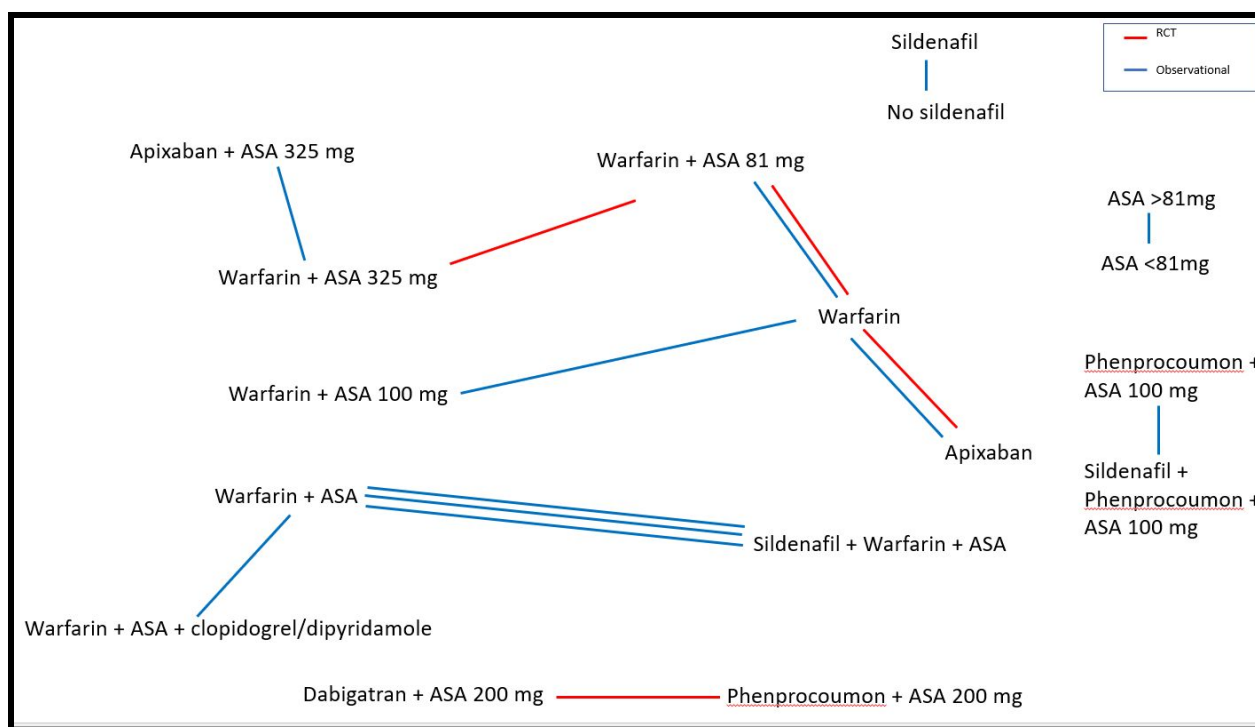 Sildenafil
RCT
Observational
No sildenafil
Apixaban + ASA 325 mg
Warfarin + ASA 81 mg
ASA >81mg
ASA <81mg
Warfarin + ASA 325 mg
Warfarin
Warfarin + ASA 100 mg
Phenprocoumon +
ASA 100 mg
Apixaban
Sildenafil +
Phenprocoumon +
ASA 100 mg
Warfarin + ASA
Sildenafil + Warfarin + ASA
Warfarin + ASA + clopidogrel/dipyridamole
Dabigatran + ASA 200 mg
Phenprocoumon + ASA 200 mg